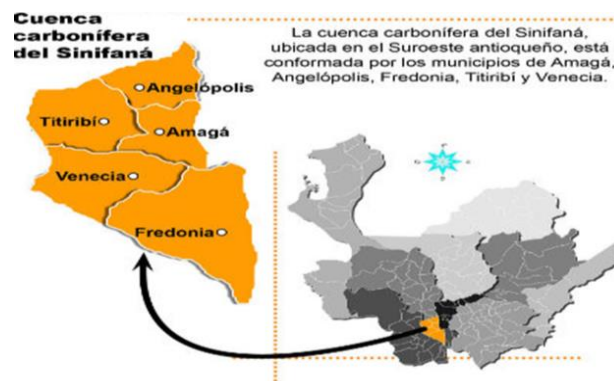 Cuenca
carbonífera
del Sinifaná
La cuenca carbonífera del Sinifaná,
ubicada en el Suroeste antioqueño, está
conformada por los municipios de Amagá,
Angelópolis, Fredonia, Titiribí y Venecia.
Angelópolis
Titiribí
Amagá
Venecia
Fredonia